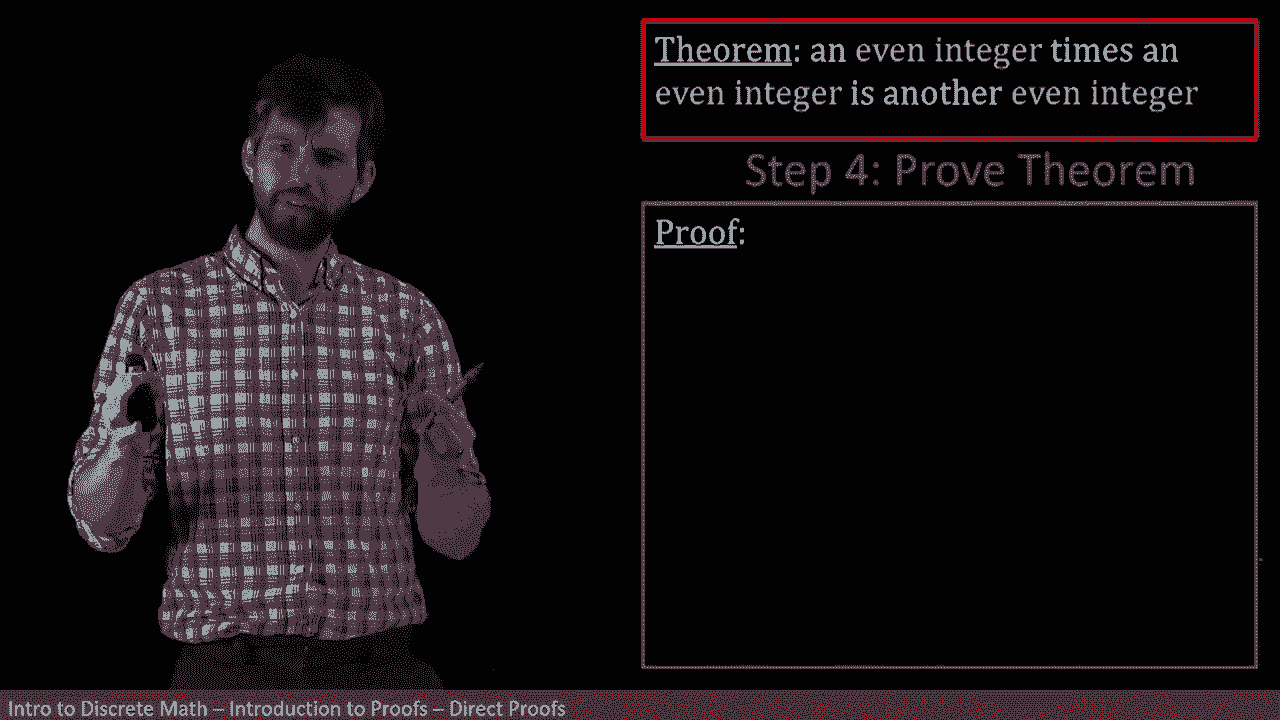 Theorem: an even integer times an
even integer is another even integer
Step 4: Prove Theorem
Proof:
Intro to Discrete Math – Introduction to Proofs – Direct Proofs